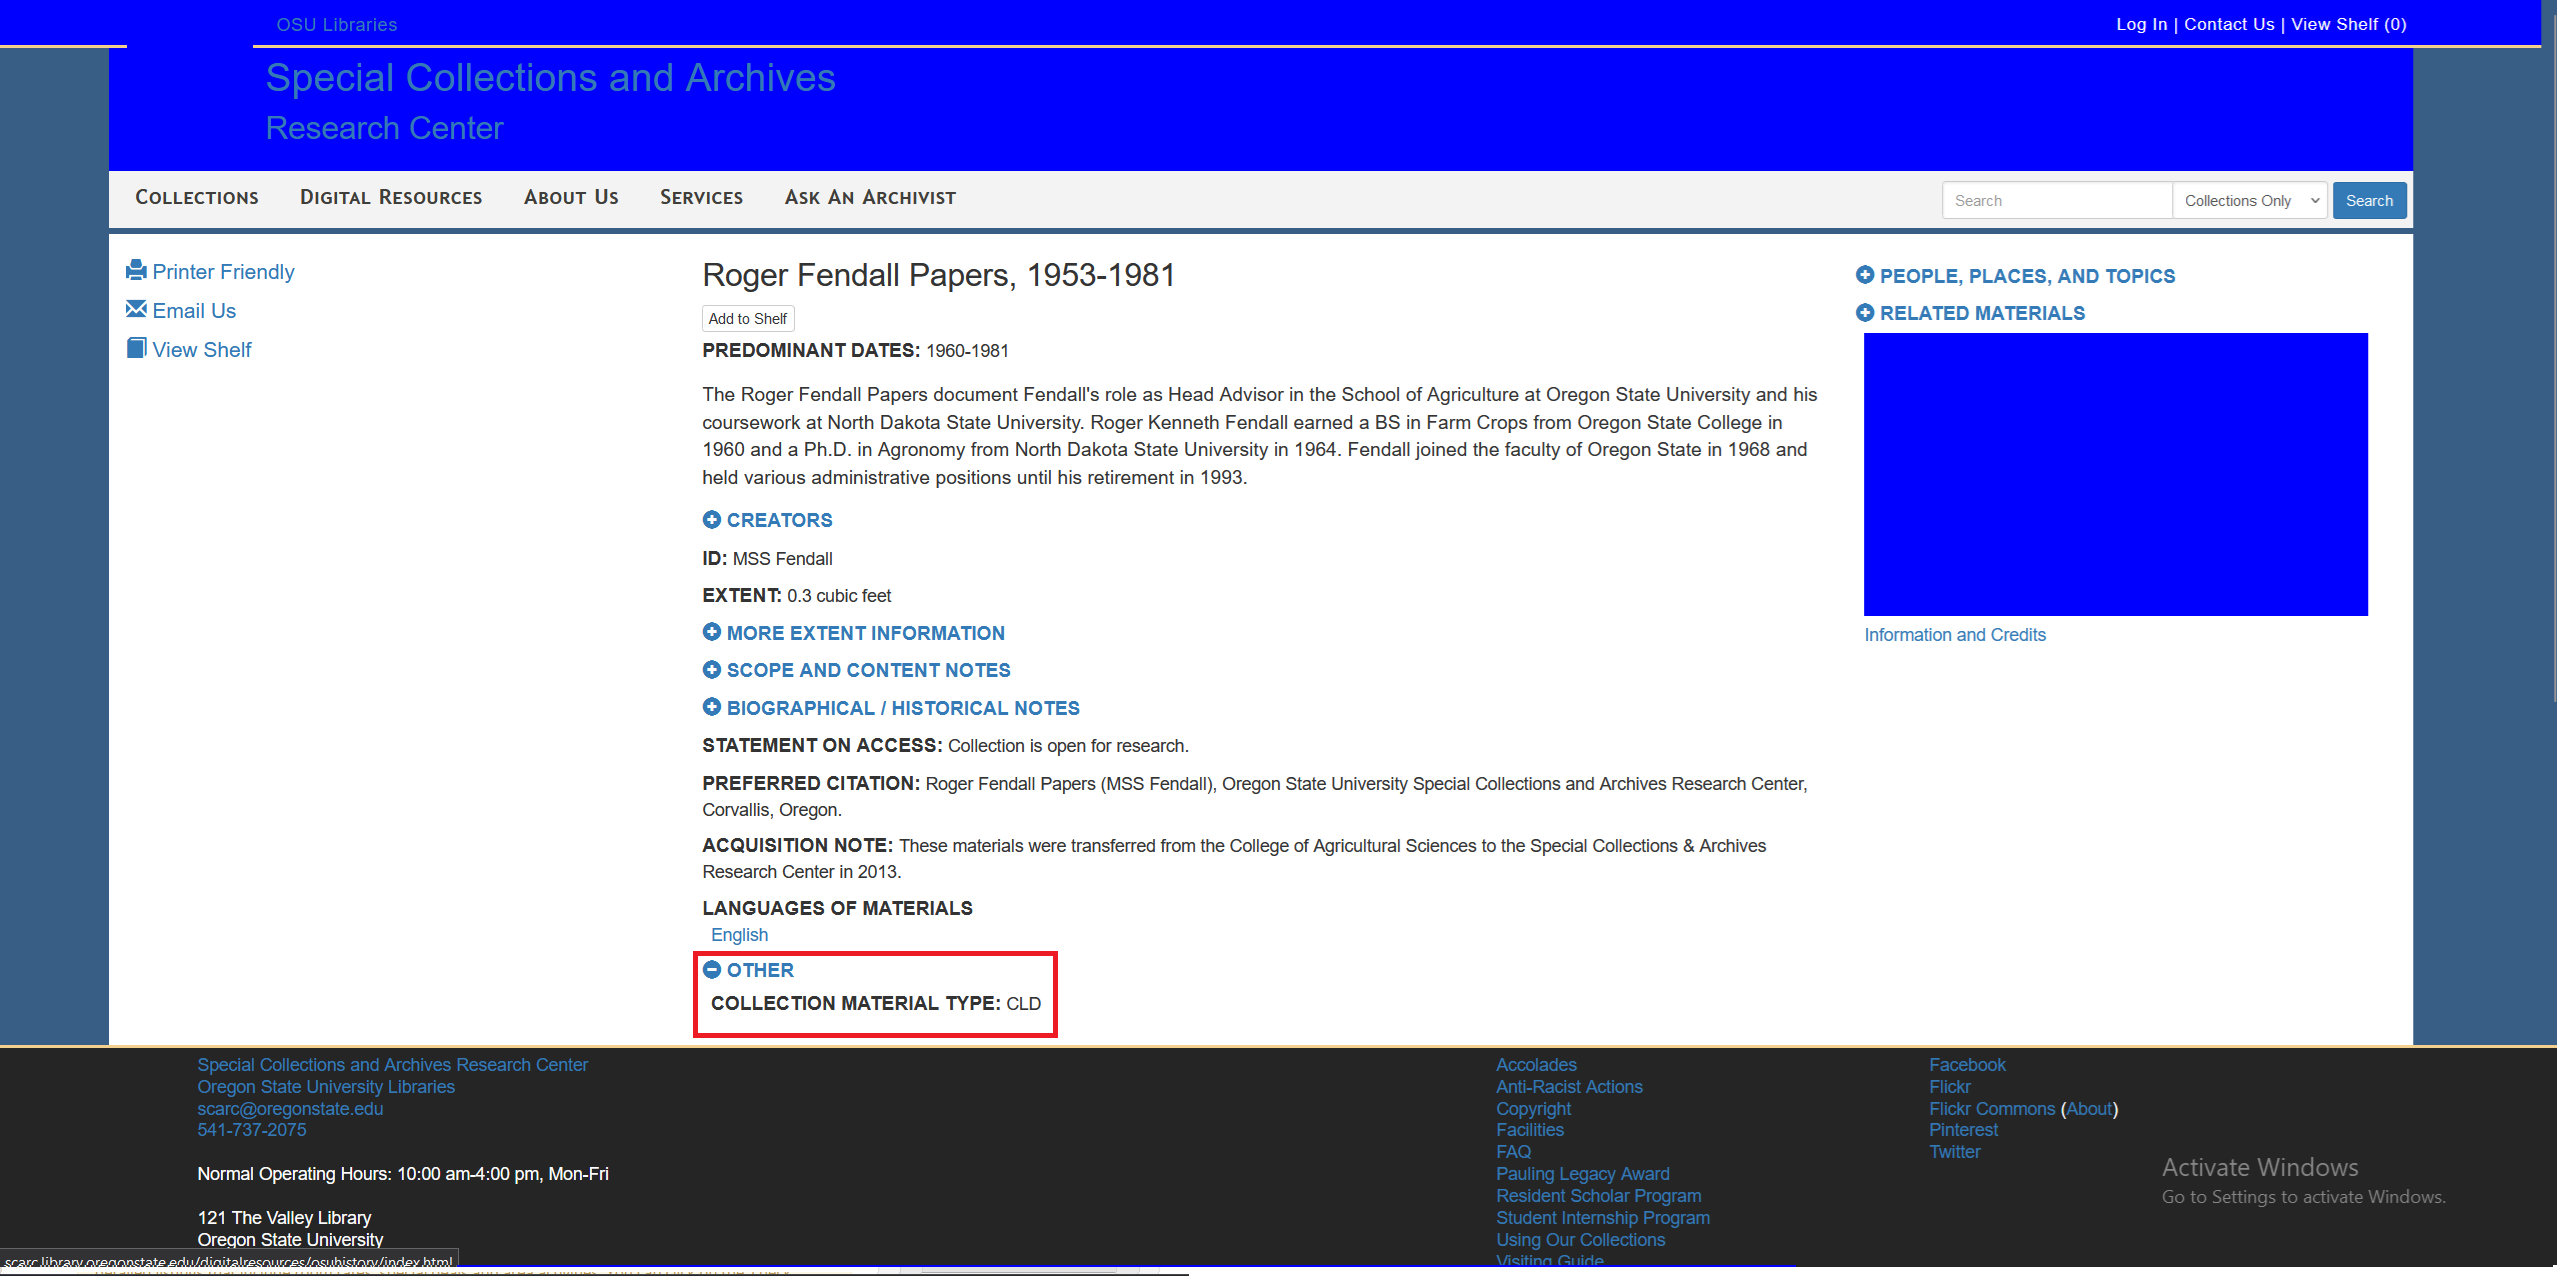 OSU Libraries
Log In | Contact Us | View Shelf (0)
Special Collections and Archives
Research Center
Collections Digital Resources About Us Services Ask An Archivist
Search Collections Only Search
Printer Friendly
Email Us
View Shelf
Roger Fendall Papers, 1953-1981
Add to Shelf
PREDOMINANT DATES: 1960-1981
The Roger Fendall Papers document Fendall's role as Head Advisor in the School of Agriculture at Oregon State University and his
coursework at North Dakota State University. Roger Kenneth Fendall earned a BS in Farm Crops from Oregon State College in
1960 and a Ph.D. in Agronomy from North Dakota State University in 1964. Fendall joined the faculty of Oregon State in 1968 and
held various administrative positions until his retirement in 1993.
CREATORS
ID: MSS Fendall
EXTENT: 0.3 cubic feet
MORE EXTENT INFORMATION
SCOPE AND CONTENT NOTES
BIOGRAPHICAL / HISTORICAL NOTES
STATEMENT ON ACCESS: Collection is open for research.
PREFERRED CITATION: Roger Fendall Papers (MSS Fendall), Oregon State University Special Collections and Archives Research Center,
Corvallis, Oregon.
ACQUISITION NOTE: These materials were transferred from the College of Agricultural Sciences to the Special Collections & Archives
Research Center in 2013.
LANGUAGES OF MATERIALS
English
OTHER
COLLECTION MATERIAL TYPE: CLD
PEOPLE, PLACES, AND TOPICS
RELATED MATERIALS
Information and Credits
Special Collections and Archives Research Center
Oregon State University Libraries
scarc@oregonstate.edu
541-737-2075
Normal Operating Hours: 10:00 am-4:00 pm, Mon-Fri
121 The Valley Library
Oregon State University
scarc.library.oregonstate.edu/digitalresources/osuhistory/index.html
Accolades
Anti-Racist Actions
Copyright
Facilities
FAQ
Pauling Legacy Award
Resident Scholar Program
Student Internship Program
Using Our Collections
Visiting Guide
Facebook
Flickr
Flickr Commons (About)
Pinterest
Twitter
Activate Windows
Go to Settings to activate Windows.